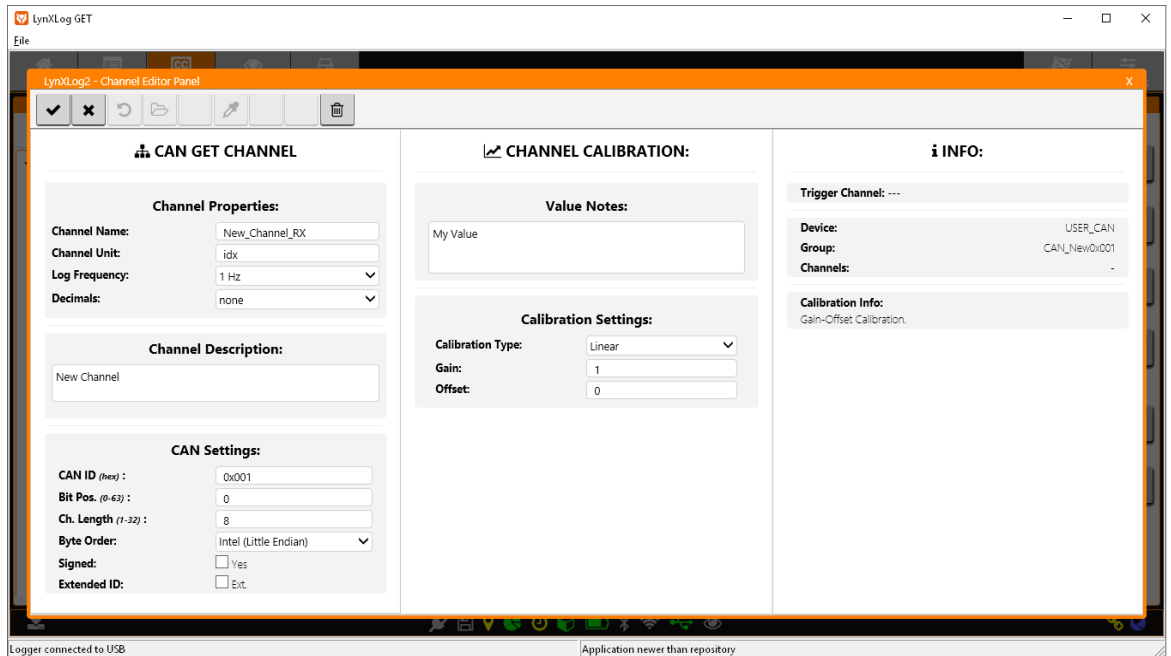 LynXLog GET
File
CC
LynXLog2 - Channel Editor Panel
X
CAN GET CHANNEL
Channel Properties:
Channel Name: New_Channel_RX
Channel Unit: idx
Log Frequency: 1 Hz
Decimals: none
Channel Description:
New Channel
CAN Settings:
CAN ID (hex) : 0x001
Bit Pos. (0-63) : 0
Ch. Length (1-32) : 8
Byte Order: Intel (Little Endian)
Signed: Yes
Extended ID: Ext.
CHANNEL CALIBRATION:
Value Notes:
My Value
Calibration Settings:
Calibration Type: Linear
Gain: 1
Offset: 0
INFO:
Trigger Channel: ---
Device: USER_CAN
Group: CAN_New0x001
Channels: -
Calibration Info:
Gain-Offset Calibration.
Logger connected to USB
Application newer than repository